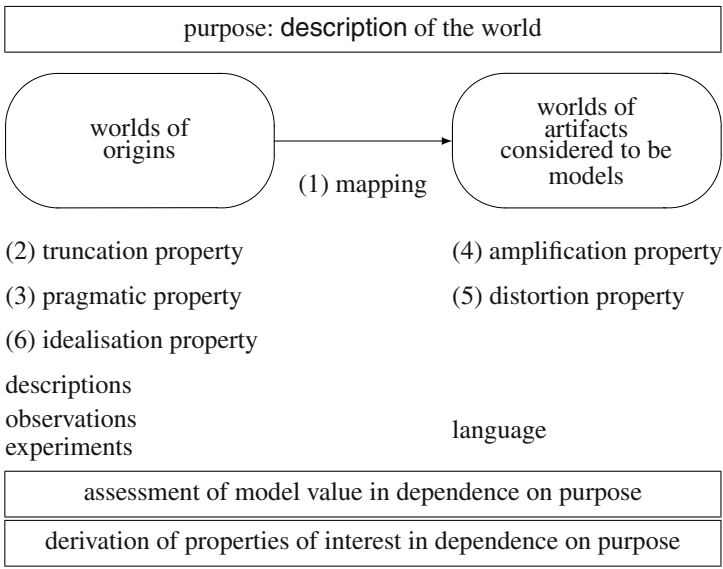 purpose: description of the world
worlds of
origins
(1) mapping
worlds of
artifacts
considered to be
models
(2) truncation property
(3) pragmatic property
(6) idealisation property
descriptions
observations
experiments
(4) amplification property
(5) distortion property
language
assessment of model value in dependence on purpose
derivation of properties of interest in dependence on purpose